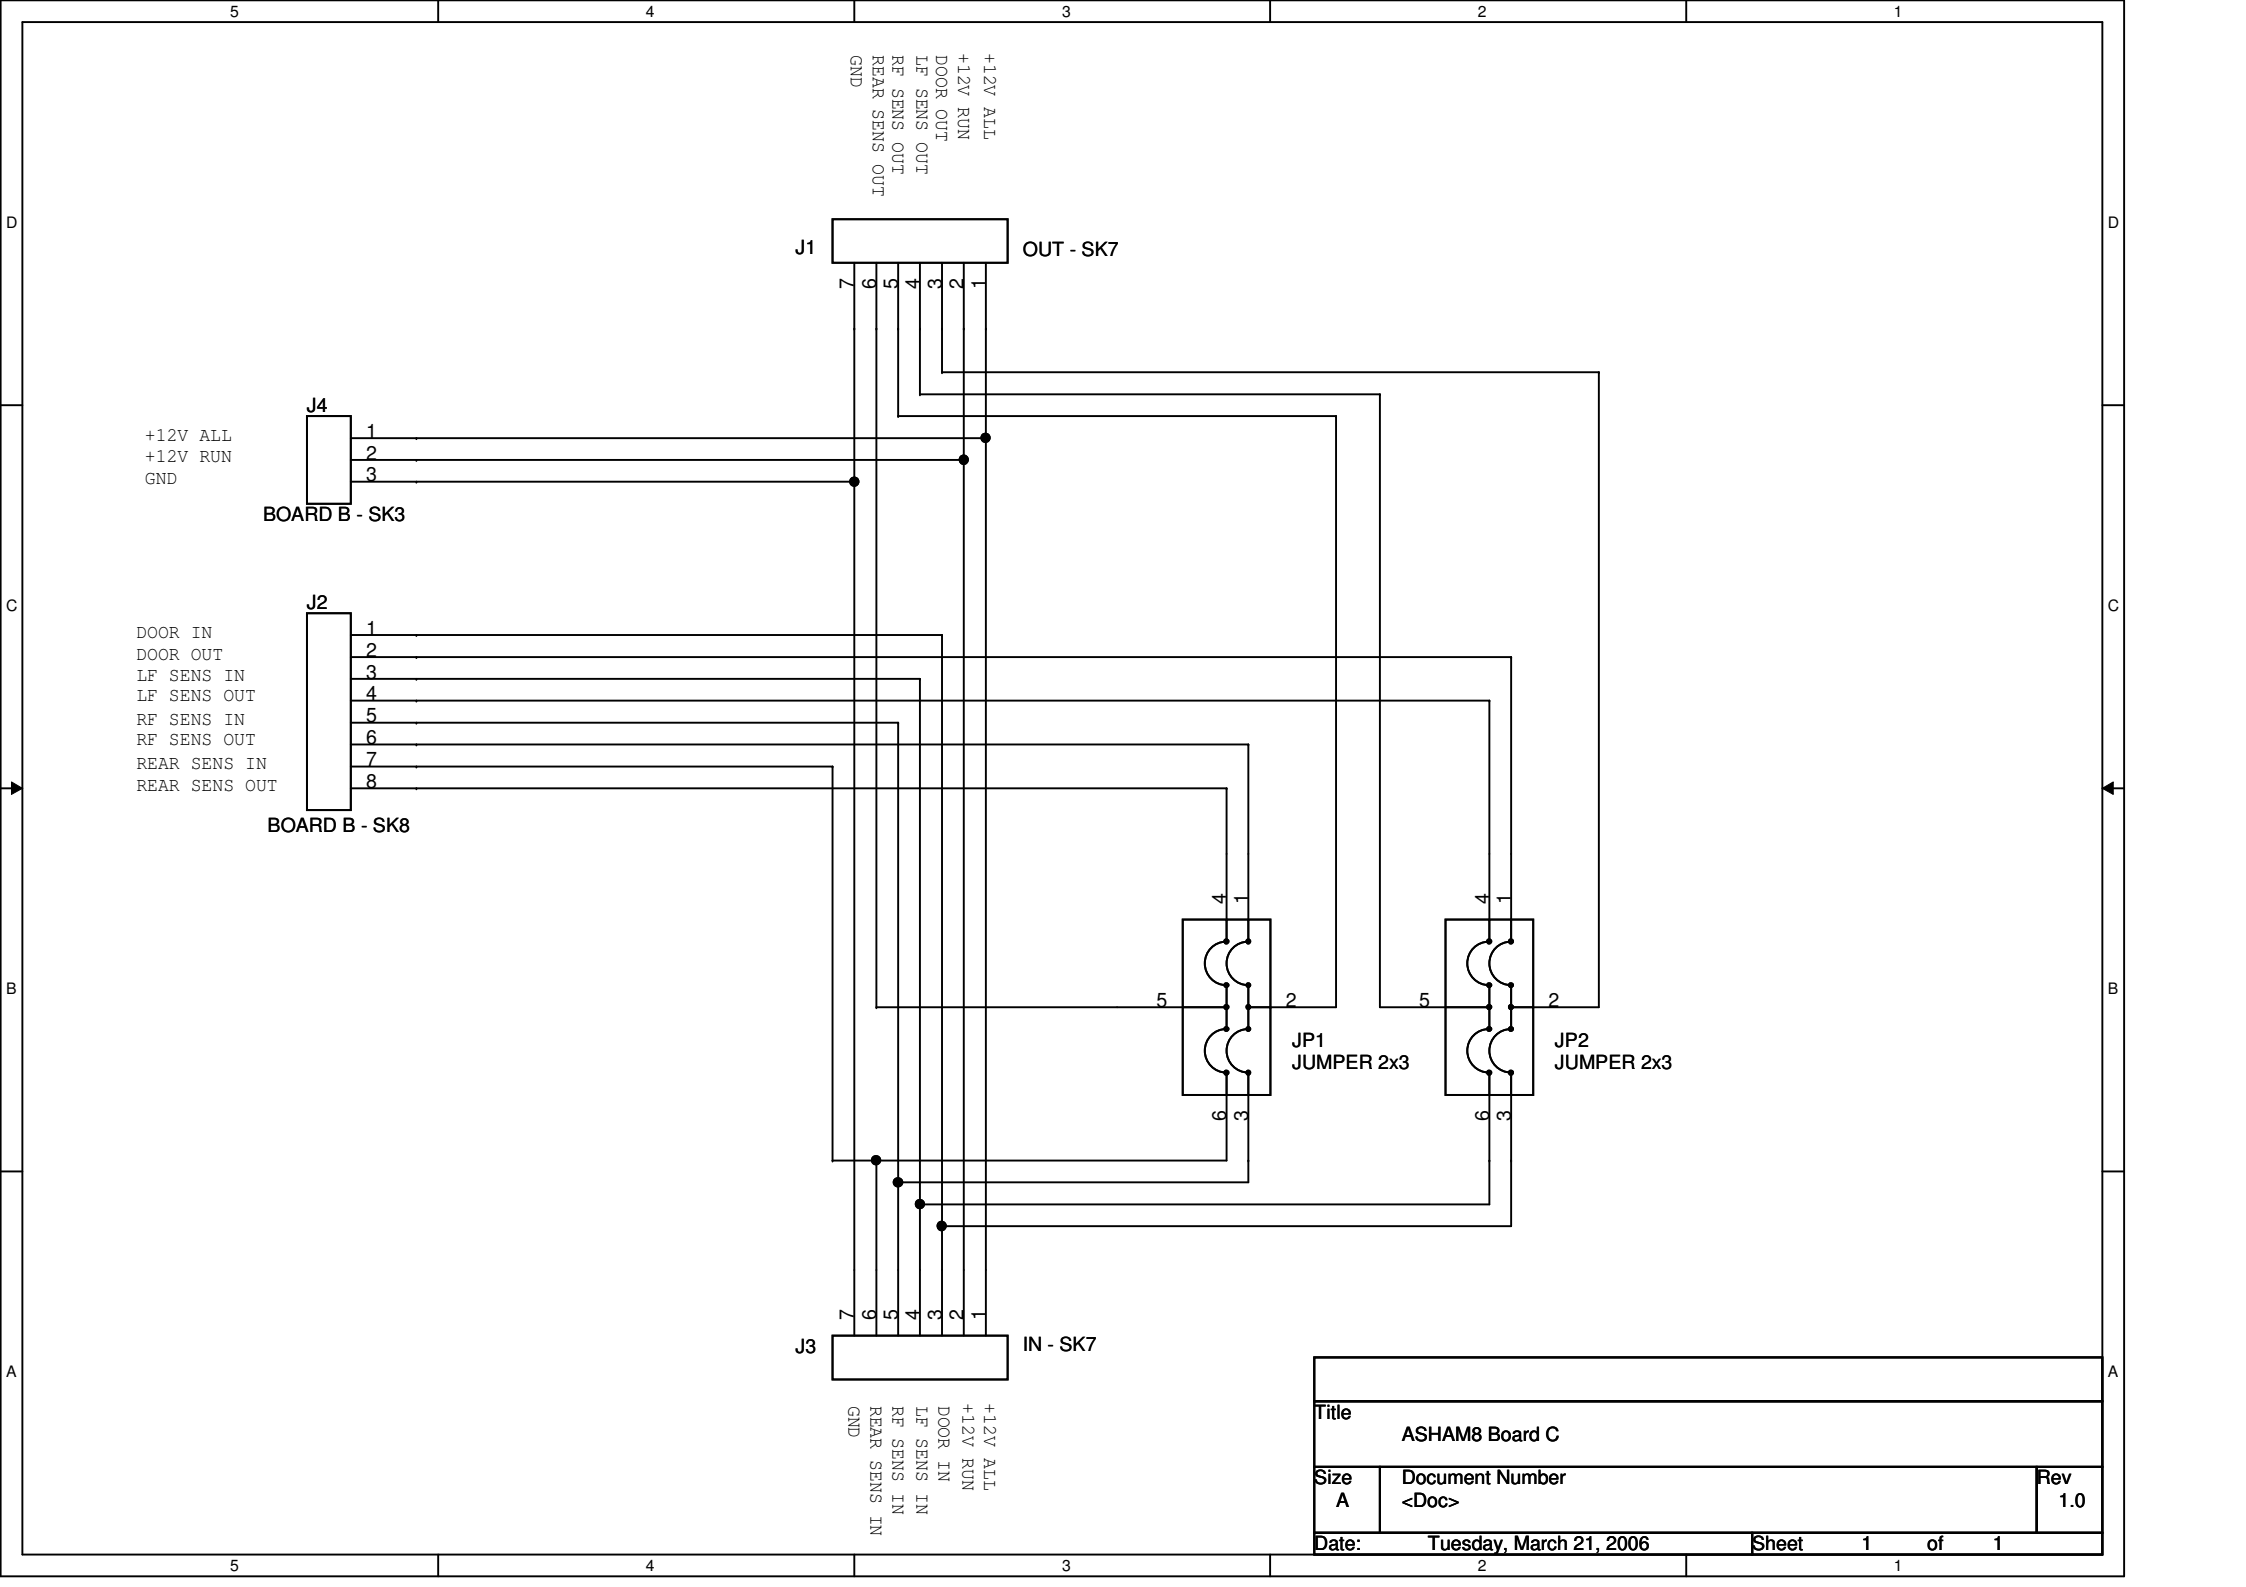 5 4 3 2 1
+12V ALL
+12V RUN
DOOR OUT
LF SENS OUT
RF SENS OUT
REAR SENS OUT
GND
D D
J1 OUT - SK7
7 6 5 4 3 2 1
J4
+12V ALL 1
+12V RUN 2
GND 3
BOARD B - SK3
C C
J2
DOOR IN 1
DOOR OUT 2
LF SENS IN 3
LF SENS OUT 4
RF SENS IN 5
RF SENS OUT 6
REAR SENS IN 7
REAR SENS OUT 8
BOARD B - SK8
4 1 4 1
B 5 2 5 2 B
JP1 JP2
JUMPER 2x3 JUMPER 2x3
6 3 6 3
7 6 5 4 3 2 1
J3 IN - SK7
A A
+12V ALL
+12V RUN
DOOR IN
LF SENS IN
RF SENS IN
REAR SENS IN
GND
Title
ASHAM8 Board C
Size Document Number Rev
A <Doc> 1.0
Date: Tuesday, March 21, 2006 Sheet 1 of 1
5 4 3 2 1